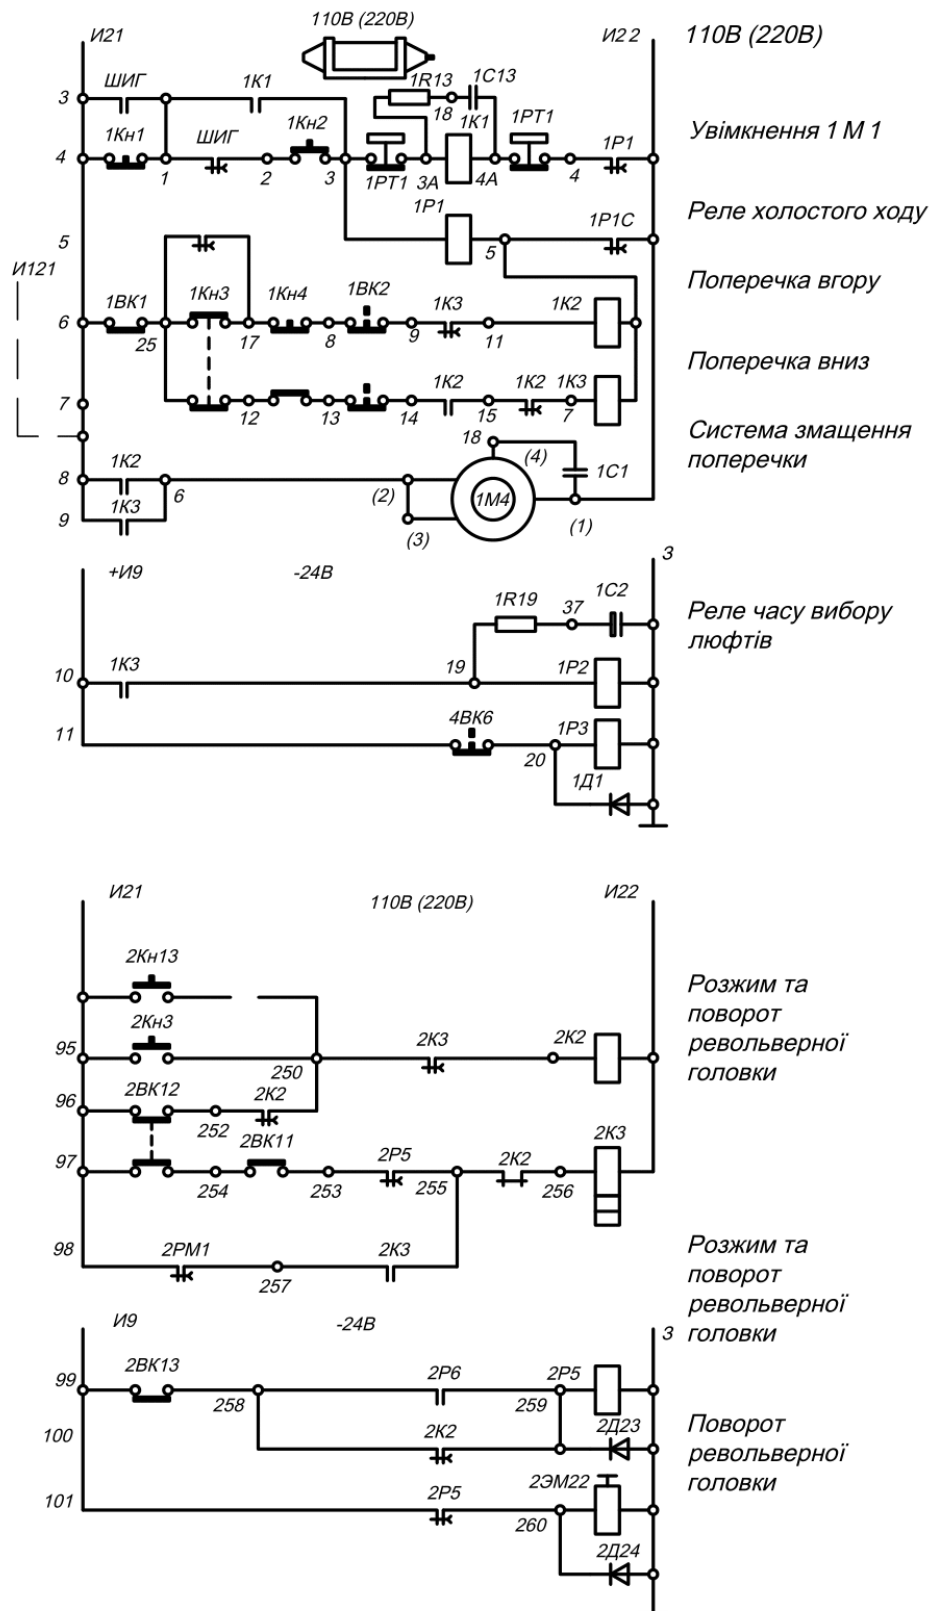 И21
110В (220В)
И22
110В (220В)
ШИГ
1К1
1R13
1С13
3
18
1Кн1
ШИГ
1Кн2
1К1
1РТ1
Увімкнення 1 М 1
4
1
2
3
1РТ1
3А
4А
4
1Р1
1Р1
1Р1С
Реле холостого ходу
5
5
И121
1ВК1
1Кн3
1Кн4
1ВК2
1К3
1К2
Поперечка вгору
6
25
17
8
9
11
1К2
1К2
1К3
Поперечка вниз
7
12
13
14
15
7
18
(4)
Система змащення
поперечки
8
1К2
6
(2)
1М4
1С1
9
1К3
(3)
(1)
+И9
-24В
3
1R19
37
1С2
Реле часу вибору
люфтів
10
1К3
19
1Р2
11
4ВК6
20
1Р3
1Д1
И21
110В (220В)
И22
2Кн13
Розжим та
поворот
револьверної
головки
2Кн3
95
250
2К3
2К2
96
2ВК12
252
2К2
97
2ВК11
2Р5
2К2
2К3
254
253
255
256
98
2РМ1
257
2К3
Розжим та
поворот
револьверної
головки
И9
-24В
3
99
2ВК13
258
2Р6
259
2Р5
100
2К2
2Д23
Поворот
револьверної
головки
101
2Р5
260
2ЭМ22
2Д24